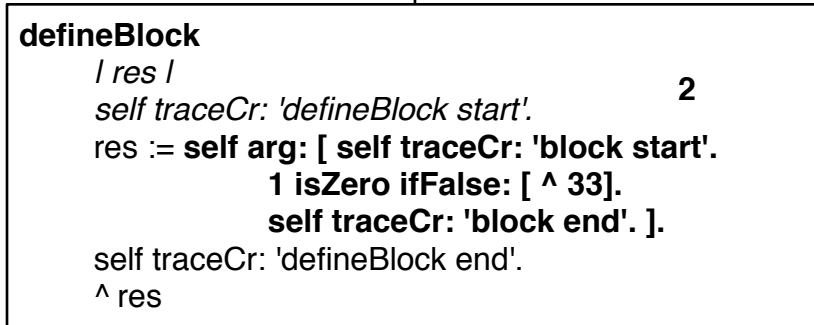 defineBlock
| res |
self traceCr: 'defineBlock start'.
2
res := self arg: [ self traceCr: 'block start'.
1 isZero ifFalse: [ ^ 33].
self traceCr: 'block end'. ].
self traceCr: 'defineBlock end'.
^ res